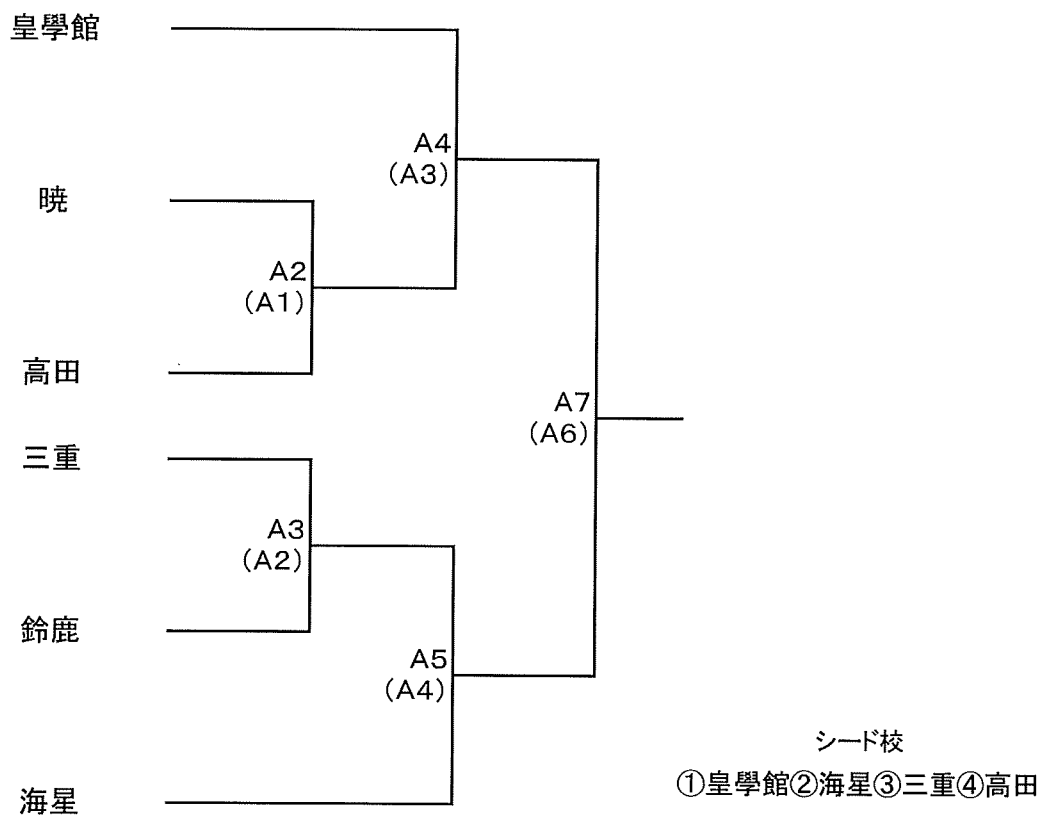 皇學館
A4
(A3)
暁
A2
(A1)
高田
A7
(A6)
三重
A3
(A2)
鈴鹿
A5
(A4)
シード校
①皇學館②海星③三重④高田
海星